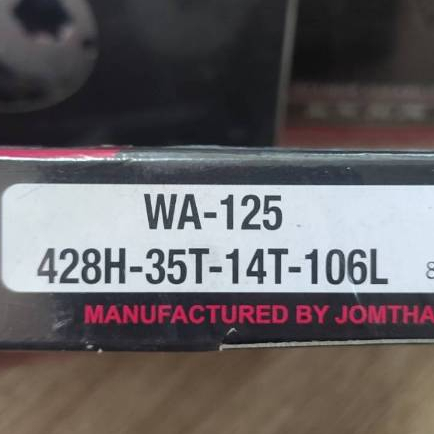 WA-125
428H-35T-14T-106L
MANUFACTURED BY JOMTHA